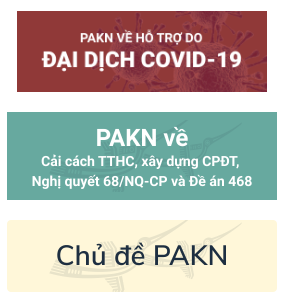 PAKN VỀ HỖ TRỢ DO
ĐẠI DỊCH COVID-19
PAKN về
Cải cách TTHC, xây dựng CPĐT,
Nghị quyết 68/NQ-CP và Đề án 468
Chủ đề PAKN